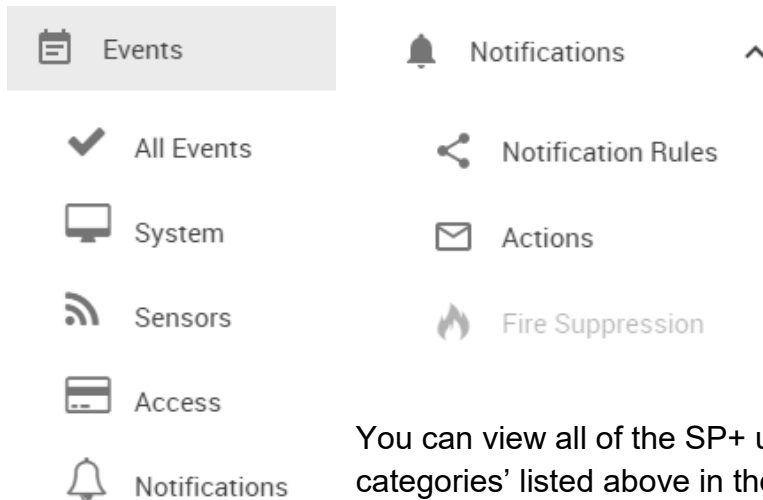 Events
All Events
System
Sensors
Access
Notifications
Notifications
Notification Rules
Actions
Fire Suppression
You can view all of the SP+
categories’ listed above in the